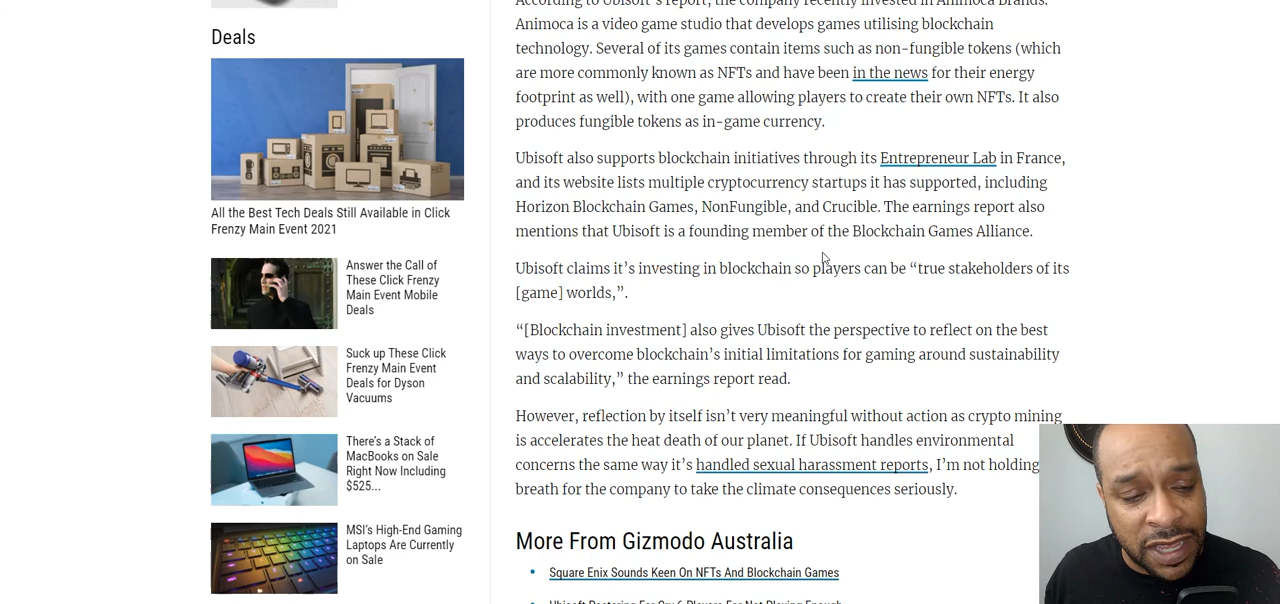 Deals
All the Best Tech Deals Still Available in Click
Frenzy Main Event 2021
Answer the Call of
These Click Frenzy
Main Event Mobile
Deals
Suck up These Click
Frenzy Main Event
Deals for Dyson
Vacuums
There's a Stack of
MacBooks on Sale
Right Now Including
$525...
MSI's High-End Gaming
Laptops Are Currently
on Sale
According to Ubisoft's report, the company recently invested in Animoca Brands.
Animoca is a video game studio that develops games utilising blockchain
technology. Several of its games contain items such as non-fungible tokens (which
are more commonly known as NFTs and have been in the news for their energy
footprint as well), with one game allowing players to create their own NFTs. It also
produces fungible tokens as in-game currency.
Ubisoft also supports blockchain initiatives through its Entrepreneur Lab in France,
and its website lists multiple cryptocurrency startups it has supported, including
Horizon Blockchain Games, NonFungible, and Crucible. The earnings report also
mentions that Ubisoft is a founding member of the Blockchain Games Alliance.
Ubisoft claims it's investing in blockchain so players can be “true stakeholders of its
[game] worlds,”.
“[Blockchain investment] also gives Ubisoft the perspective to reflect on the best
ways to overcome blockchain's initial limitations for gaming around sustainability
and scalability,” the earnings report read.
However, reflection by itself isn't very meaningful without action as crypto mining
is accelerates the heat death of our planet. If Ubisoft handles environmental
concerns the same way it's handled sexual harassment reports, I'm not holding
breath for the company to take the climate consequences seriously.
More From Gizmodo Australia
• Square Enix Sounds Keen On NFTs And Blockchain Games